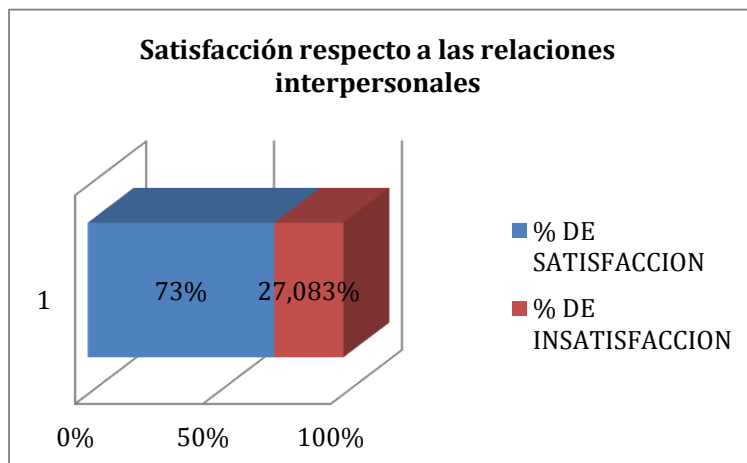 Satisfacción respecto a las relaciones
interpersonales
1
73%
27,083%
0%
50%
100%
% DE
SATISFACCION
% DE
INSATISFACCION